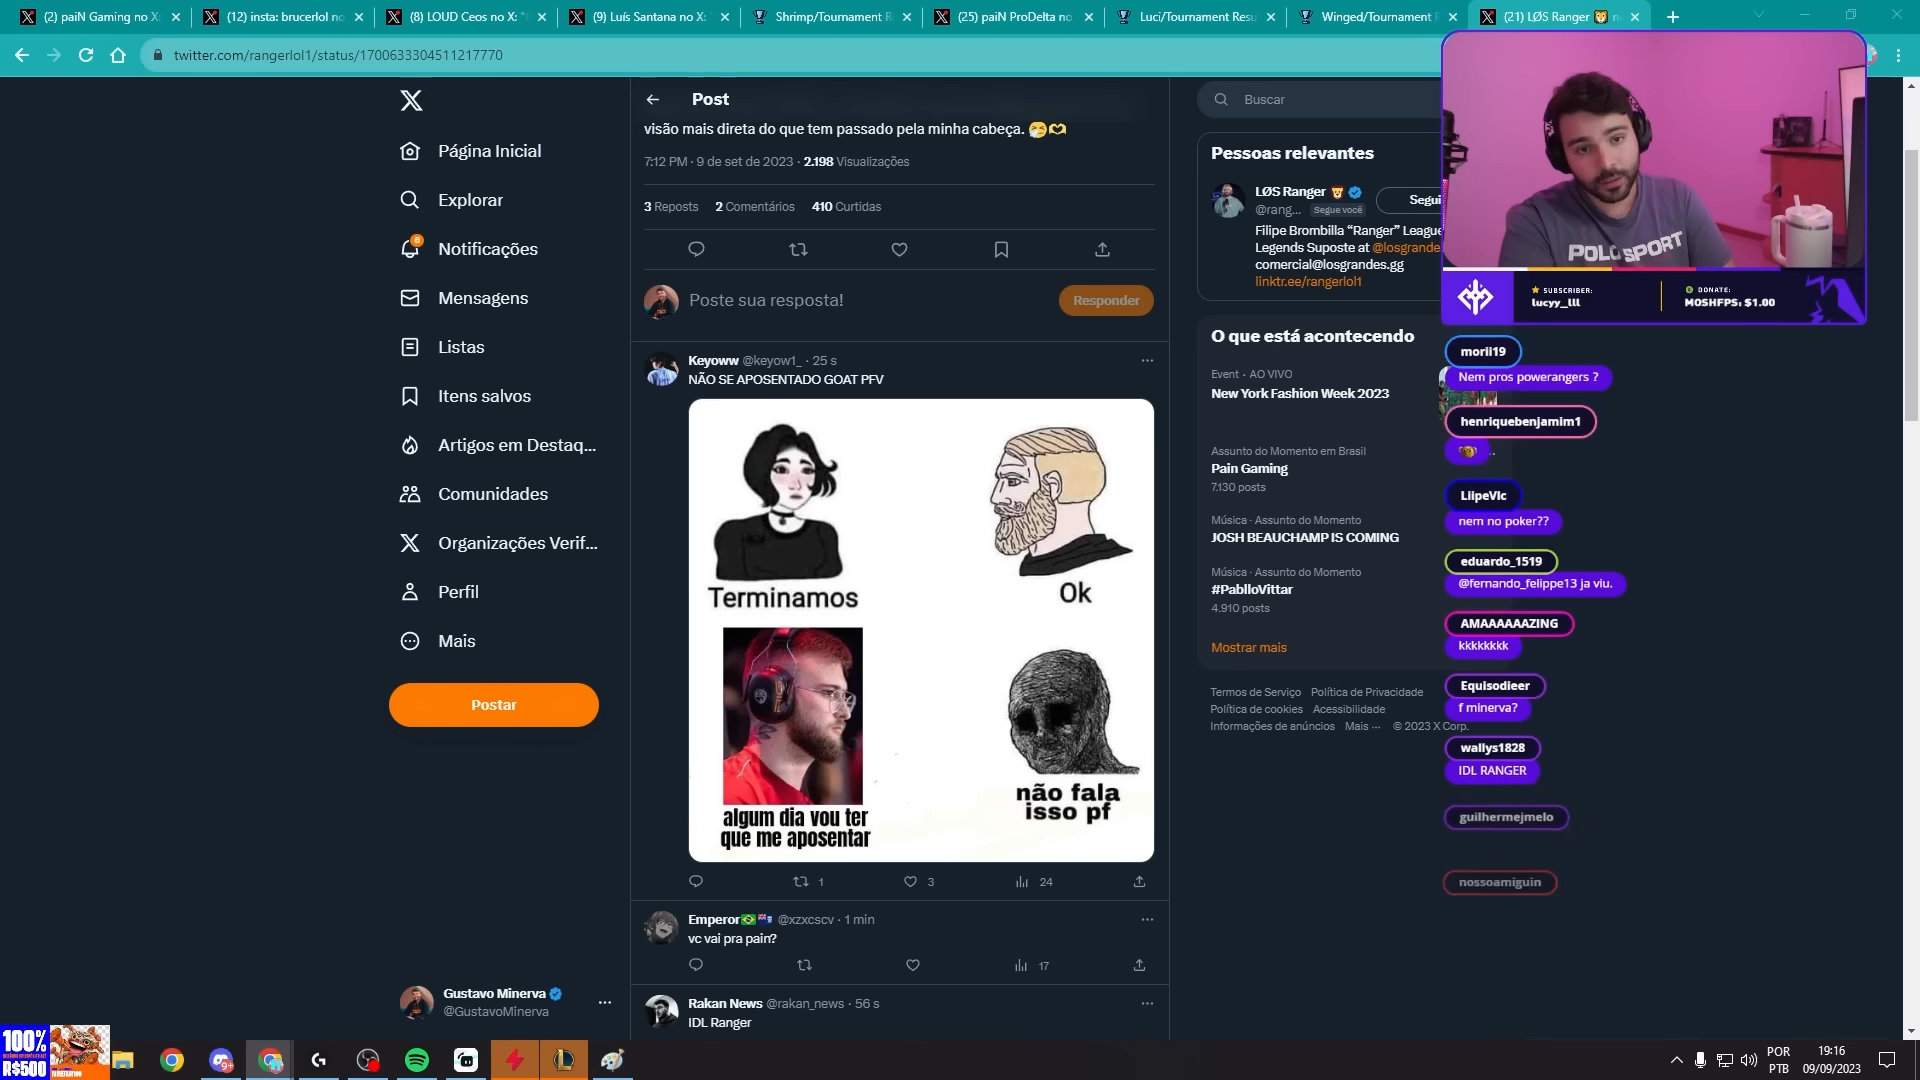 (2) paiN Gaming no X:
(12) insta: brucerlol no
(8) LOUD Ceos no X: "
(9) Luís Santana no X:
Shrimp/Tournament R
(25) paiN ProDelta no
Luci/Tournament Resu
Winged/Tournament
(21) LØS Ranger
twitter.com/rangerlol1/status/1700633304511217770
Página Inicial
Explorar
6
Notificações
Mensagens
Listas
Itens salvos
Artigos em Destaq...
Comunidades
Organizações Verif...
Perfil
Mais
Postar
Gustavo Minerva
@GustavoMinerva
Post
visão mais direta do que tem passado pela minha cabeça.
7:12 PM · 9 de set de 2023 · 2.198 Visualizações
3 Reposts 2 Comentários 410 Curtidas
Poste sua resposta!
Responder
Keyoww @keyow1_ · 25 s
NÃO SE APOSENTADO GOAT PFV
Terminamos
Ok
algum dia vou ter
que me aposentar
não fala
isso pf
1
3
24
Emperor @xzxcscv · 1 min
vc vai pra pain?
17
Rakan News @rakan_news · 56 s
IDL Ranger
Buscar
Pessoas relevantes
LØS Ranger
@rang... Segue você
Segui
Filipe Brombilla “Ranger” League
Legends Suposte at @losgrande
comercial@losgrandes.gg
linktr.ee/rangerlol1
O que está acontecendo
Event · AO VIVO
New York Fashion Week 2023
Assunto do Momento em Brasil
Pain Gaming
7.130 posts
Música · Assunto do Momento
JOSH BEAUCHAMP IS COMING
Música · Assunto do Momento
#PablloVittar
4.910 posts
Mostrar mais
Termos de Serviço Política de Privacidade
Política de cookies Acessibilidade
Informações de anúncios Mais ... © 2023 X Corp.
POLO SPORT
SUBSCRIBER:
lucyy_lll
DONATE:
MOSHFPS: $1.00
morii19
Nem pros powerangers ?
henriquebenjamim1
..
LiipeVlc
nem no poker??
eduardo_1519
@fernando_felippe13 ja viu.
AMAAAAAAZING
kkkkkkkk
Equisodieer
f minerva?
wallys1828
IDL RANGER
guilhermejmelo
nossoamiguin
100%
R$500
9+
POR
PTB
19:16
09/09/2023